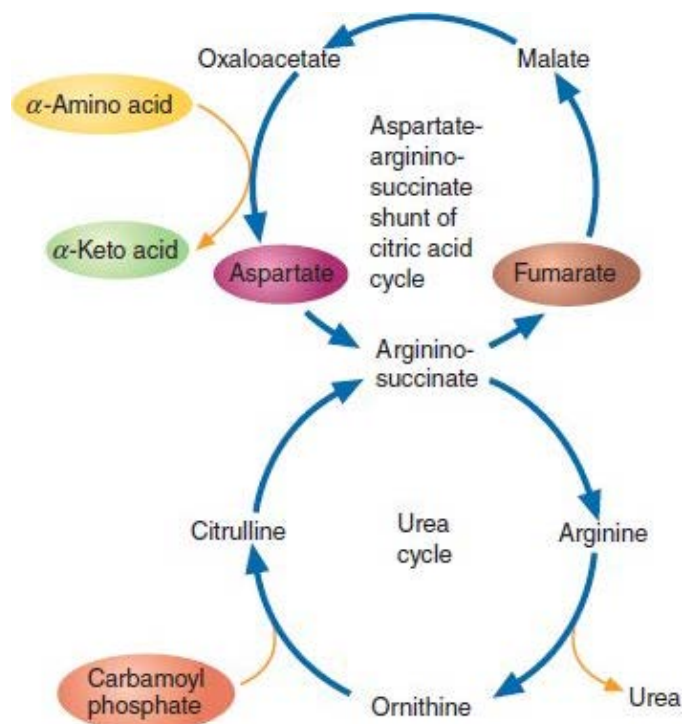 Oxaloacetate
Malate
α-Amino acid
Aspartate-
arginino-
succinate
shunt of
citric acid
cycle
α-Keto acid
Aspartate
Fumarate
Arginino-
succinate
Citrulline
Urea
cycle
Arginine
Carbamoyl
phosphate
Ornithine
Urea